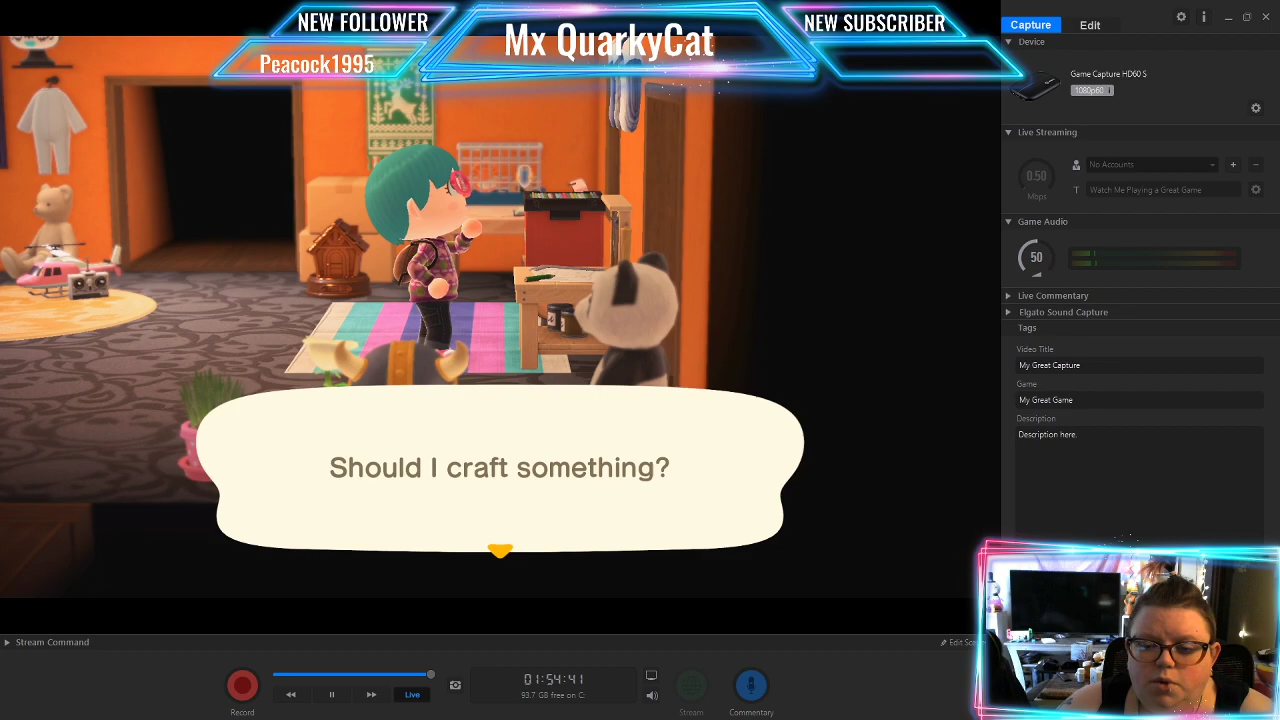 NEW FOLLOWER
Peacock1995
Mx QuarkyCat
NEW SUBSCRIBER
Should I craft something?
Capture
Edit
Device
Game Capture HD60 S
1080p60
Live Streaming
0.50
Mbps
No Accounts
T
Watch Me Playing a Great Game
Game Audio
50
Live Commentary
Elgato Sound Capture
Tags
Video Title
My Great Capture
Game
My Great Game
Description
Description here.
Stream Command
Edit Sce
Record
Live
01:54:41
93.7 GB free on C:
Stream
Commentary